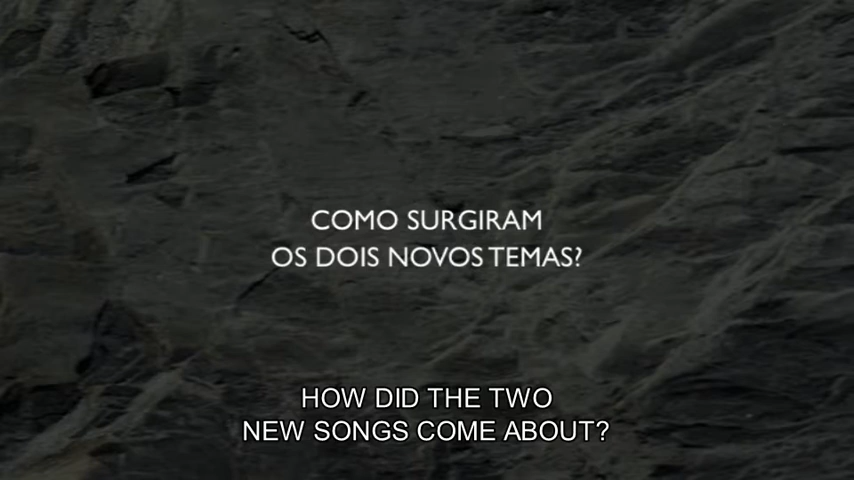 COMO SURGIRAM
OS DOIS NOVOS TEMAS?
HOW DID THE TWO
NEW SONGS COME ABOUT?